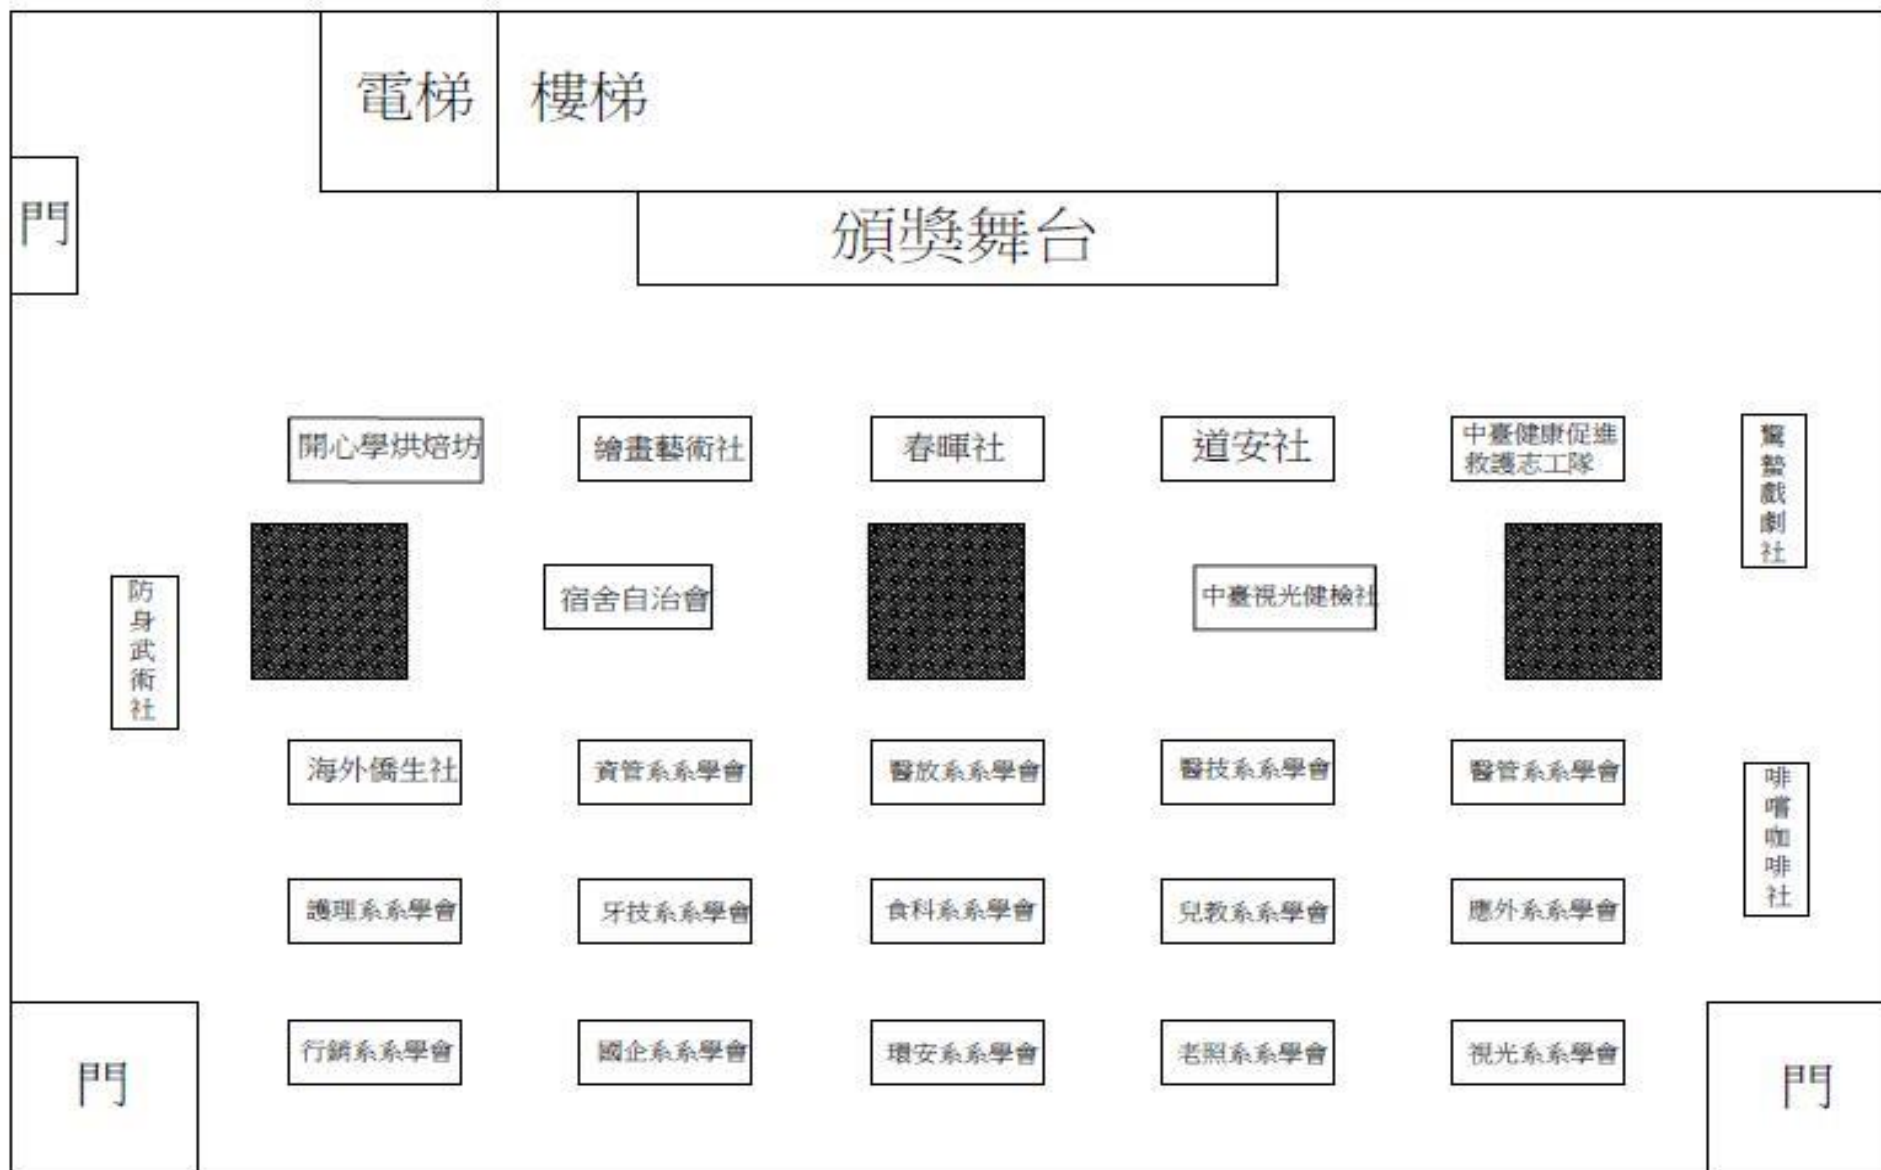 電梯
樓梯
門
頒獎舞台
開心學烘焙坊
繪畫藝術社
春暉社
道安社
中臺健康促進
救護志工隊
驚蟄戲劇社
防身武術社
宿舍自治會
中臺視光健檢社
海外僑生社
資管系系學會
醫放系系學會
醫技系系學會
醫管系系學會
啡嚐咖啡社
護理系系學會
牙技系系學會
食科系系學會
兒教系系學會
應外系系學會
行銷系系學會
國企系系學會
環安系系學會
老照系系學會
視光系系學會
門
門